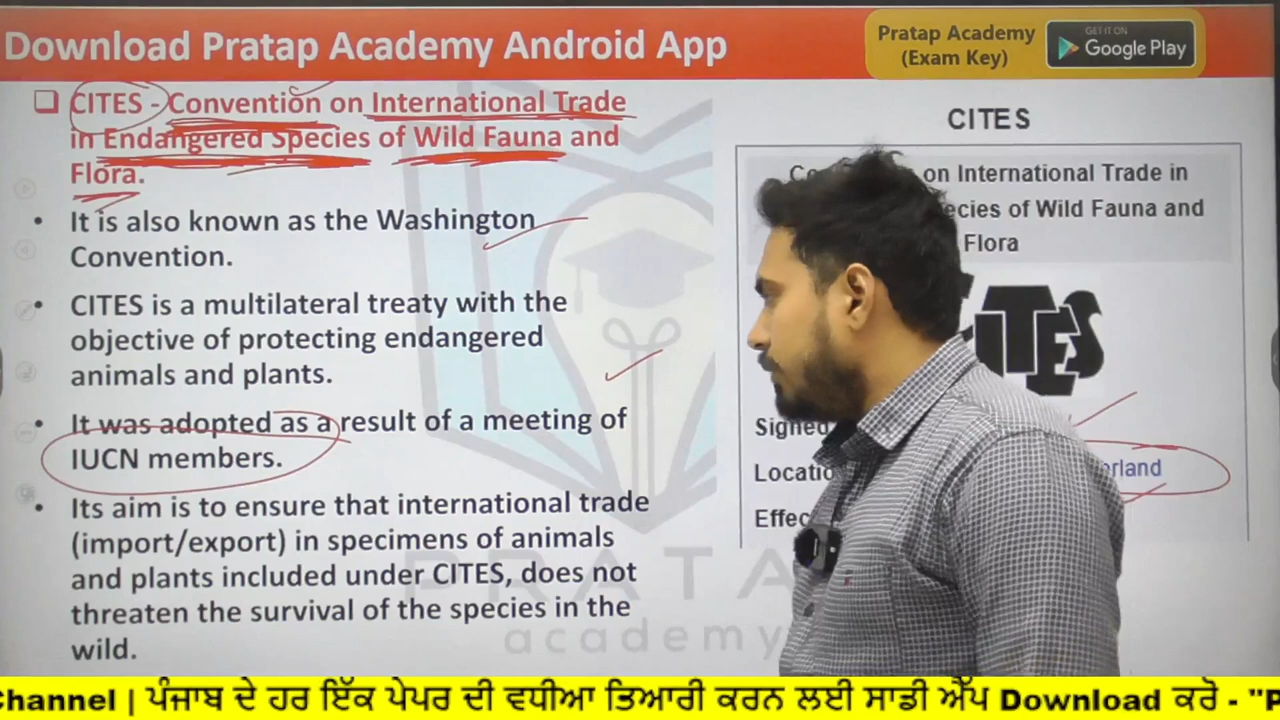 Download Pratap Academy Android App
Pratap Academy
(Exam Key)
GET IT ON
Google Play
CITES - Convention on International Trade
in Endangered Species of Wild Fauna and
Flora.
• It is also known as the Washington
Convention.
• CITES is a multilateral treaty with the
objective of protecting endangered
animals and plants.
• It was adopted as a result of a meeting of
IUCN members.
• Its aim is to ensure that international trade
(import/export) in specimens of animals
and plants included under CITES, does not
threaten the survival of the species in the
wild.
CITES
on International Trade in
of Wild Fauna and
Flora
CITES
Signed
PRATA
academy
Channel | ਪੰਜਾਬ ਦੇ ਹਰ ਇੱਕ ਪੇਪਰ ਦੀ ਵਧੀਆ ਤਿਆਰੀ ਕਰਨ ਲਈ ਸਾਡੀ ਐੱਪ Download ਕਰੋ - "P